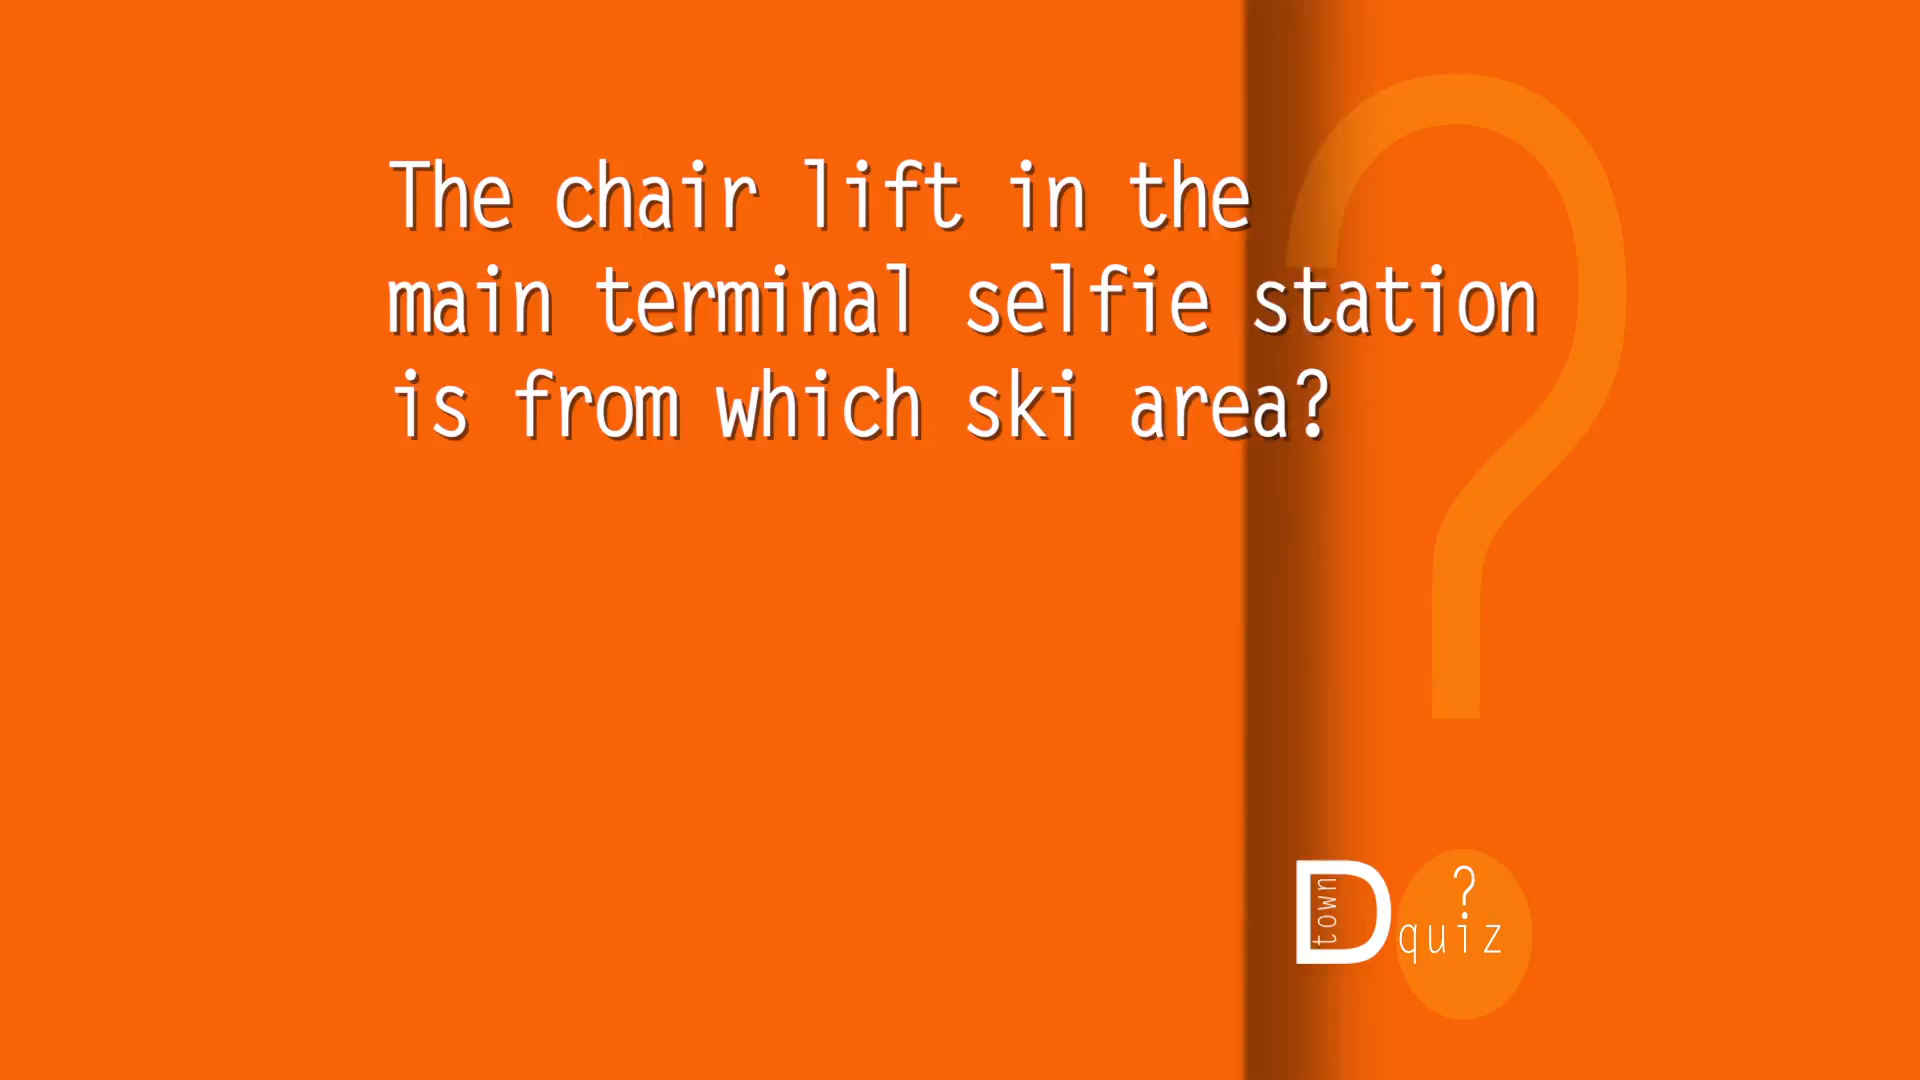 The chair lift in the
main terminal selfie station
is from which ski area?
D town
?
quiz